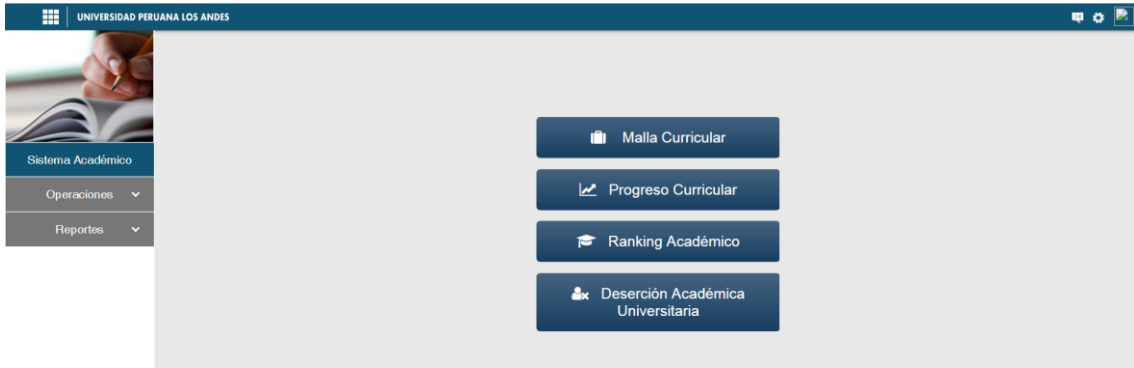 UNIVERSIDAD PERUANA LOS ANDES
Sistema Académico
Operaciones
Reportes
Malla Curricular
Progreso Curricular
Ranking Académico
Deserción Académica
Universitaria